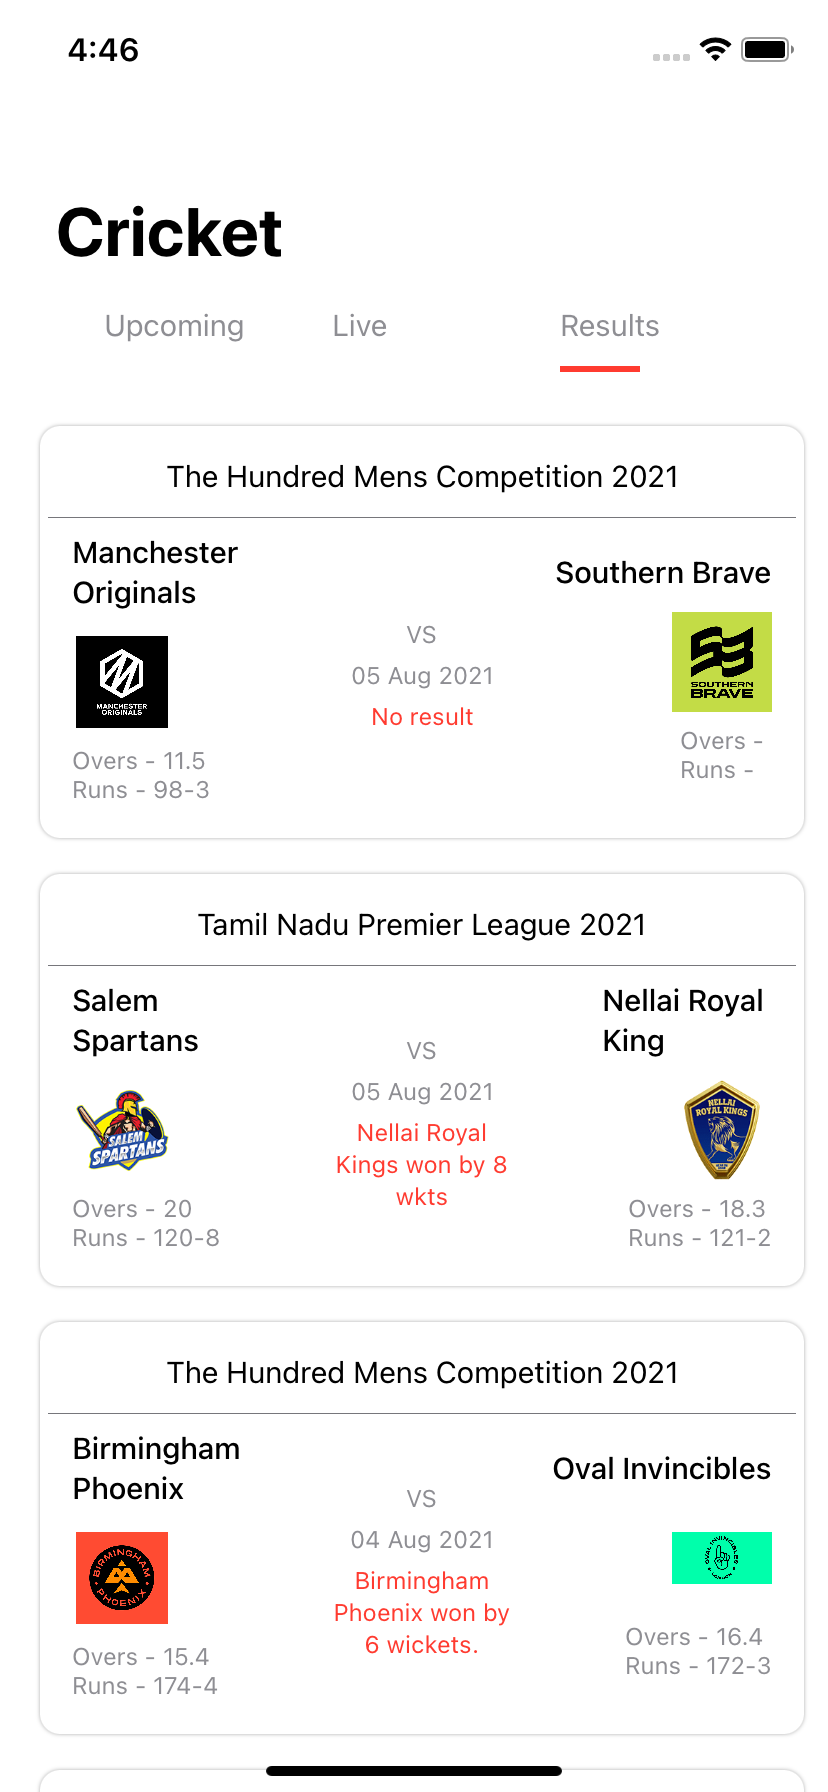 4:46
Cricket
Upcoming
Live
Results
The Hundred Mens Competition 2021
Manchester
Originals
MANCHESTER
ORIGINALS
Overs - 11.5
Runs - 98-3
VS
05 Aug 2021
No result
Southern Brave
SB
SOUTHERN
BRAVE
Overs -
Runs -
Tamil Nadu Premier League 2021
Salem
Spartans
SALEM
SPARTANS
Overs - 20
Runs - 120-8
VS
05 Aug 2021
Nellai Royal
Kings won by 8
wkts
Nellai Royal
King
NELLAI
ROYAL KINGS
Overs - 18.3
Runs - 121-2
The Hundred Mens Competition 2021
Birmingham
Phoenix
BIRMINGHAM
PHOENIX
Overs - 15.4
Runs - 174-4
VS
04 Aug 2021
Birmingham
Phoenix won by
6 wickets.
Oval Invincibles
OVAL INVINCIBLES
Overs - 16.4
Runs - 172-3